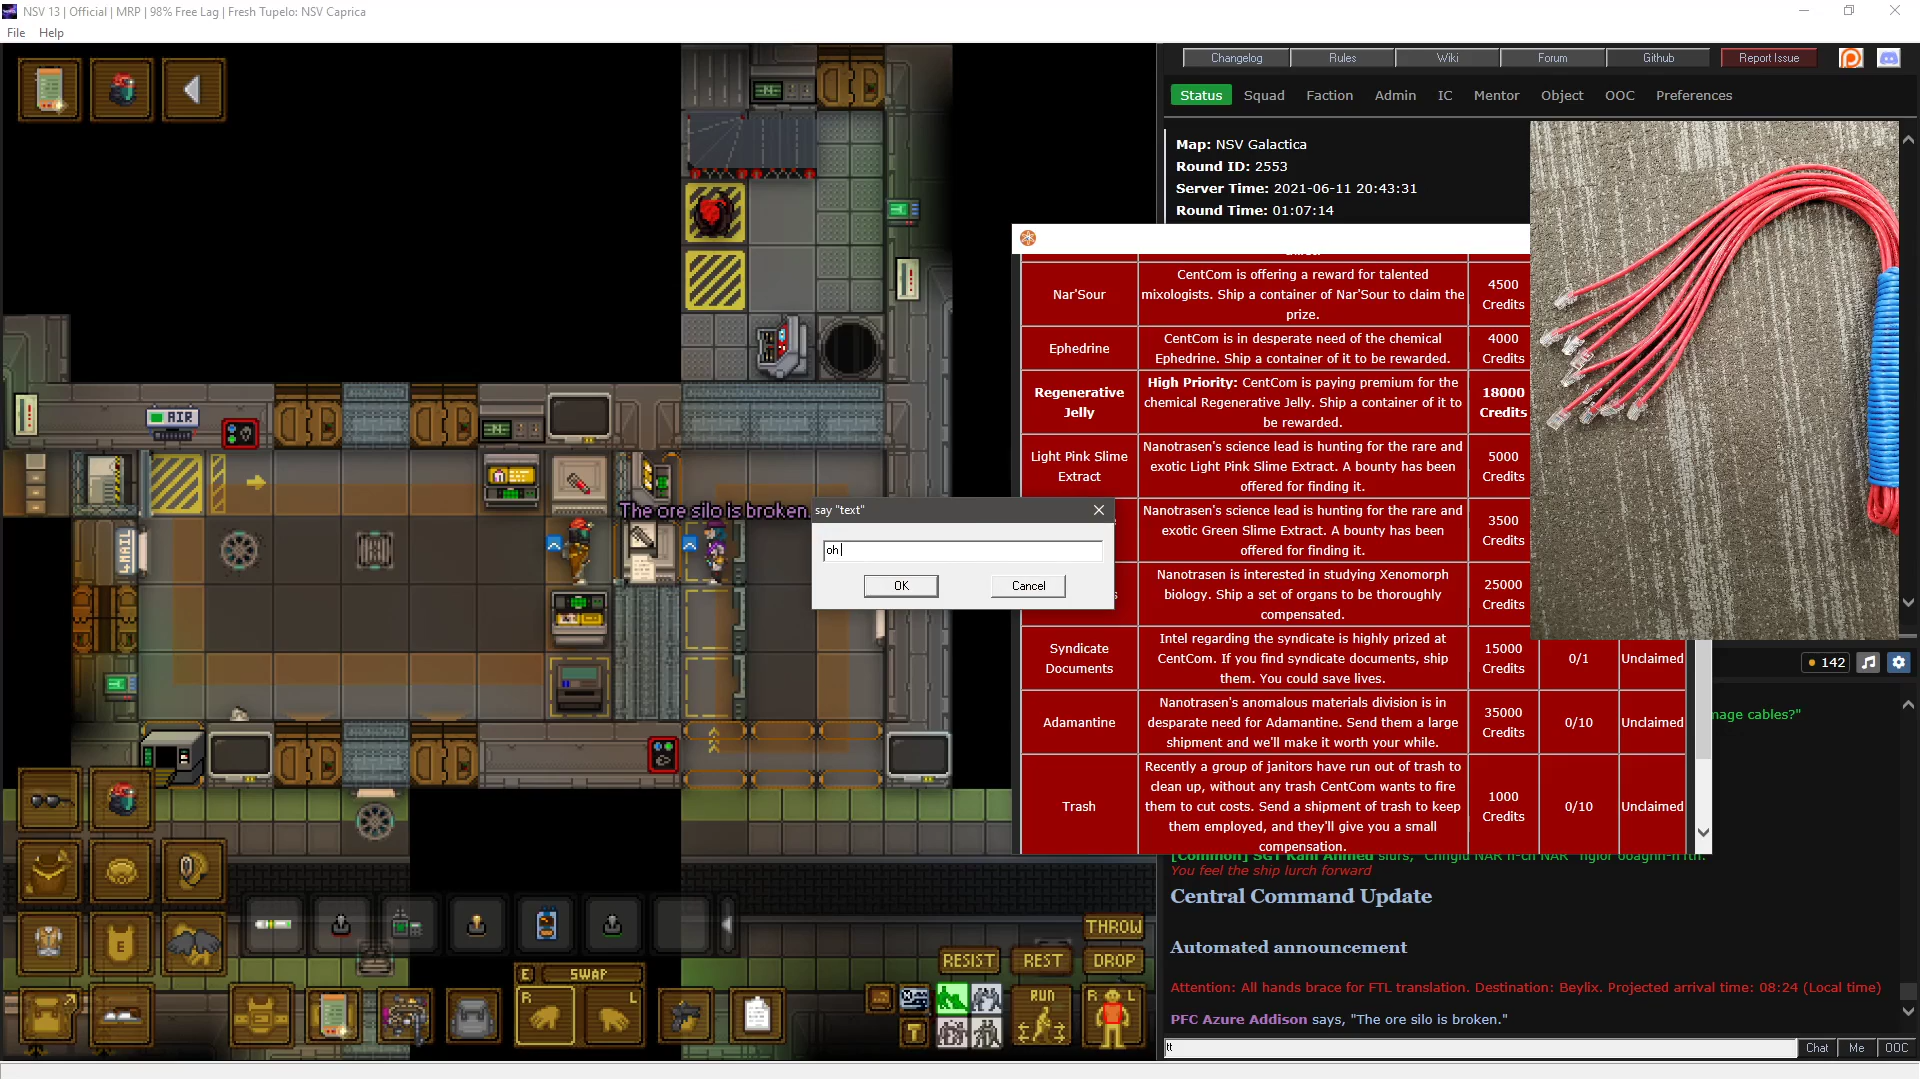 NSV 13 | Official | MRP | 98% Free Lag | Fresh Tupelo: NSV Caprica
File Help
Changelog Rules Wiki Forum Github Report Issue
Status Squad Faction Admin IC Mentor Object OOC Preferences
Map: NSV Galactica
Round ID: 2553
Server Time: 2021-06-11 20:43:31
Round Time: 01:07:14
Nar'Sour
CentCom is offering a reward for talented
mixologists. Ship a container of Nar'Sour to claim the
prize.
4500
Credits
Ephedrine
CentCom is in desperate need of the chemical
Ephedrine. Ship a container of it to be rewarded.
4000
Credits
Regenerative
Jelly
High Priority: CentCom is paying premium for the
chemical Regenerative Jelly. Ship a container of it to
be rewarded.
18000
Credits
Light Pink Slime
Extract
Nanotrasen's science lead is hunting for the rare and
exotic Light Pink Slime Extract. A bounty has been
offered for finding it.
5000
Credits
Nanotrasen's science lead is hunting for the rare and
exotic Green Slime Extract. A bounty has been
offered for finding it.
3500
Credits
Nanotrasen is interested in studying Xenomorph
biology. Ship a set of organs to be thoroughly
compensated.
25000
Credits
Syndicate
Documents
Intel regarding the syndicate is highly prized at
CentCom. If you find syndicate documents, ship
them. You could save lives.
15000
Credits
0/1
Unclaimed
Adamantine
Nanotrasen's anomalous materials division is in
desparate need for Adamantine. Send them a large
shipment and we'll make it worth your while.
35000
Credits
0/10
Unclaimed
Trash
Recently a group of janitors have run out of trash to
clean up, without any trash CentCom wants to fire
them to cut costs. Send a shipment of trash to keep
them employed, and they'll give you a small
compensation.
1000
Credits
0/10
Unclaimed
AIR
4MAIL
The ore silo is broken.
say "text"
oh
OK Cancel
142
mage cables?"
You feel the ship lurch forward
Central Command Update
Automated announcement
Attention: All hands brace for FTL translation. Destination: Beylix. Projected arrival time: 08:24 (Local time)
PFC Azure Addison says, "The ore silo is broken."
tt
Chat Me OOC
THROW
RESIST REST DROP
E SWAP
R L
RUN
R L
E
T